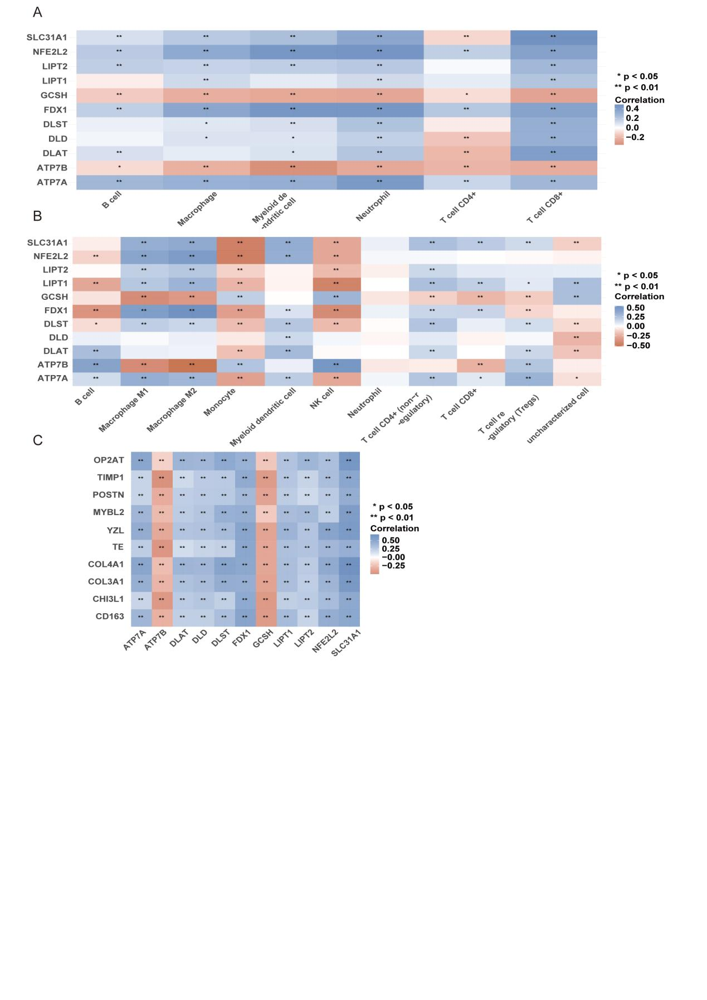 A
SLC31A1 ** ** ** ** ** **
NFE2L2 ** ** ** ** ** **
LIPT2 ** ** ** ** **
LIPT1 ** ** **
GCSH ** ** ** ** * **
FDX1 ** ** ** ** ** **
DLST * ** ** **
DLD * * ** ** **
DLAT ** * ** ** **
ATP7B * ** ** ** ** **
ATP7A ** ** ** ** ** **
B cell
Macrophage
Myeloid de
-ndritic cell
Neutrophil
T cell CD4+
T cell CD8+
* p < 0.05
** p < 0.01
Correlation
0.4
0.2
0.0
−0.2
B
SLC31A1 ** ** ** ** ** ** ** ** **
NFE2L2 ** ** ** ** ** **
LIPT2 ** ** ** ** **
LIPT1 ** ** ** ** ** ** ** * **
GCSH ** ** ** ** ** ** ** **
FDX1 ** ** ** ** ** ** ** ** **
DLST * ** ** ** ** ** ** ** **
DLD ** **
DLAT ** ** ** ** ** **
ATP7B ** ** ** ** ** ** **
ATP7A ** ** ** ** ** ** ** * ** *
B cell
Macrophage M1
Macrophage M2
Monocyte
Myeloid dendritic cell
NK cell
Neutrophil
T cell CD4+ (non−r
-egulatory)
T cell CD8+
T cell re
-gulatory (Tregs)
uncharacterized cell
* p < 0.05
** p < 0.01
Correlation
0.50
0.25
0.00
−0.25
−0.50
C
OP2AT ** ** ** ** ** ** ** ** ** ** **
TIMP1 ** ** ** ** ** ** ** ** ** ** **
POSTN ** ** ** ** ** ** ** ** ** ** **
MYBL2 ** ** ** ** ** ** ** ** ** ** **
YZL ** ** ** ** ** ** ** ** ** ** **
TE ** ** ** ** ** ** ** ** ** ** **
COL4A1 ** ** ** ** ** ** ** ** ** ** **
COL3A1 ** ** ** ** ** ** ** ** ** ** **
CHI3L1 ** ** ** ** ** ** ** ** ** ** **
CD163 ** ** ** ** ** ** ** ** ** ** **
ATP7A
ATP7B
DLAT
DLD
DLST
FDX1
GCSH
LIPT1
LIPT2
NFE2L2
SLC31A1
* p < 0.05
** p < 0.01
Correlation
0.50
0.25
−0.00
−0.25